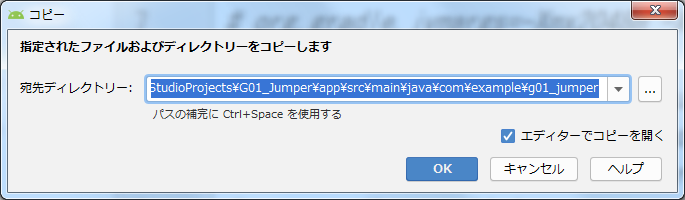 コピー
# org.gradle.jvmargs=-Xmx2048m
指定されたファイルおよびディレクトリーをコピーします
宛先ディレクトリー: StudioProjects¥G01_Jumper¥app¥src¥main¥java¥com¥example¥g01_jumper ...
パスの補完に Ctrl+Space を使用する
エディターでコピーを開く
OK キャンセル ヘルプ